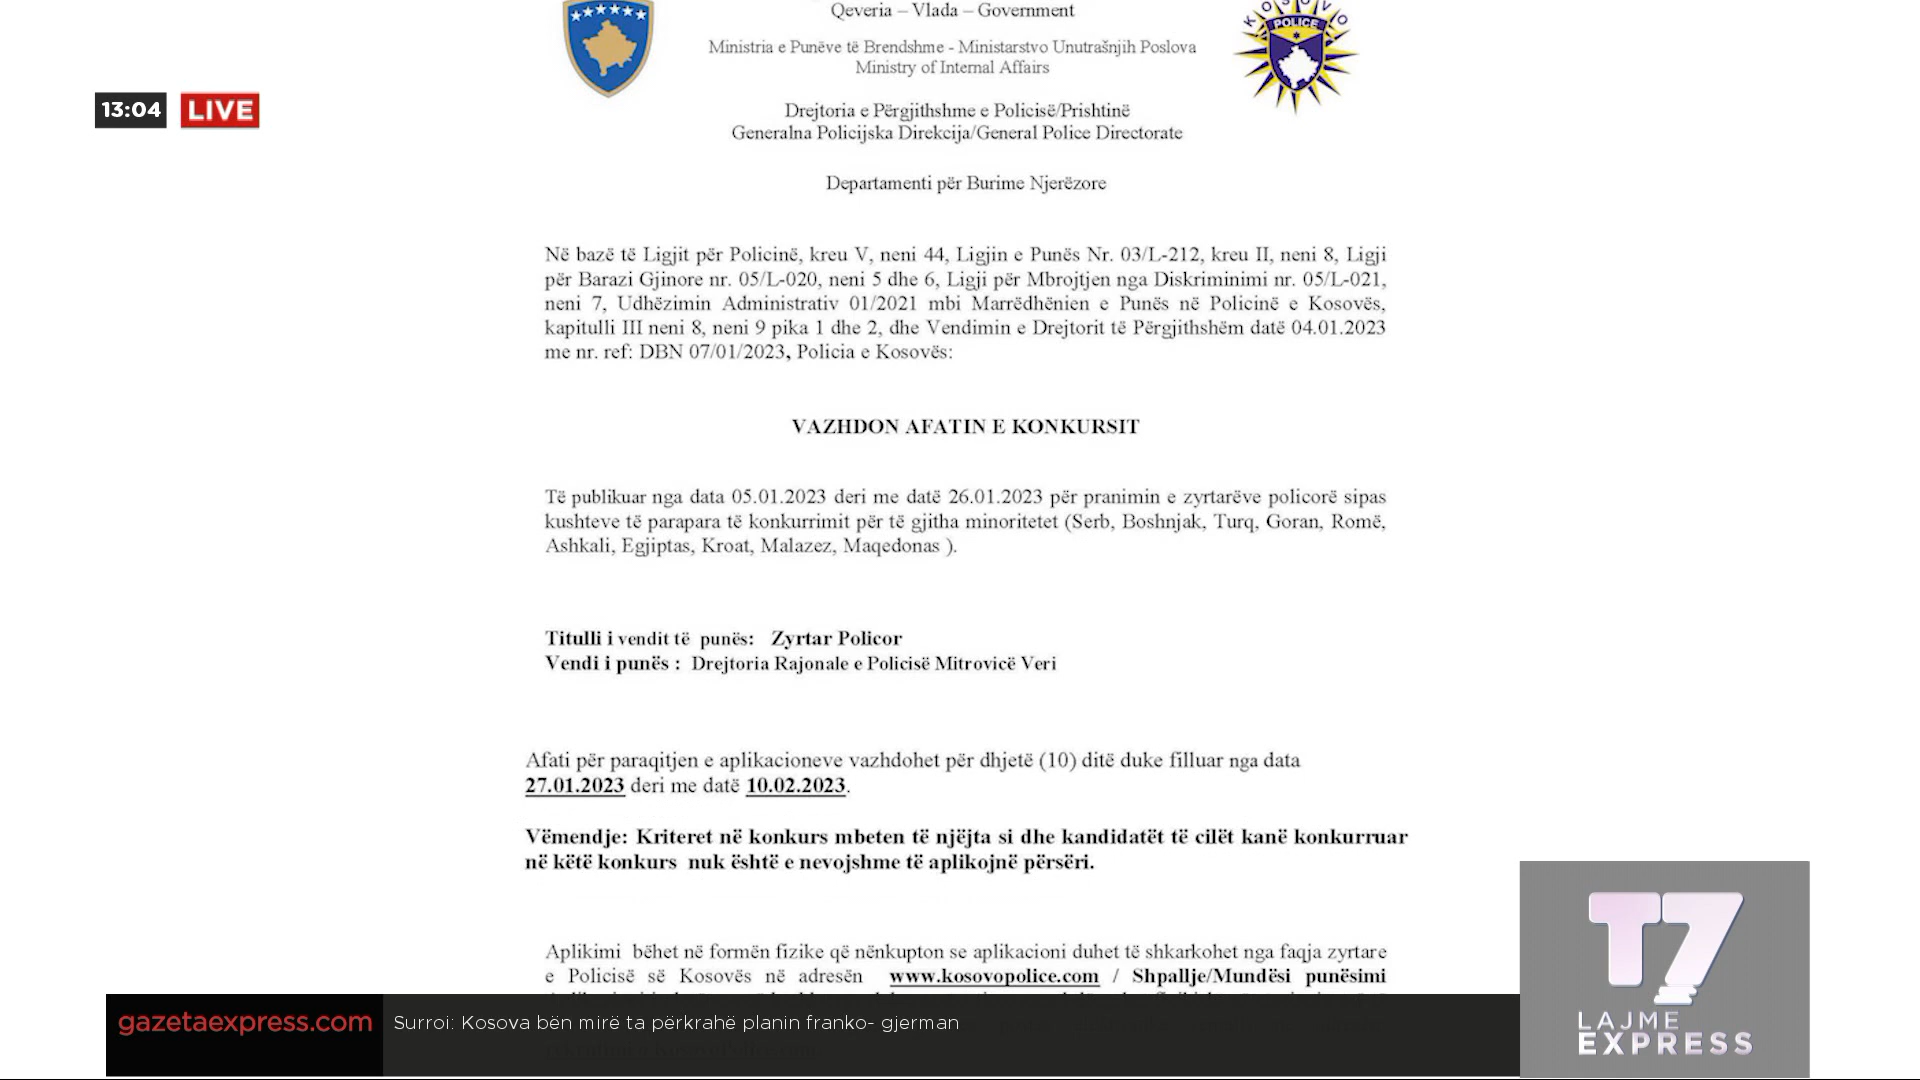 Qeveria – Vlada – Government
KOSOVO
POLICE
Ministria e Punëve të Brendshme - Ministarstvo Unutrašnjih Poslova
Ministry of Internal Affairs
13:04 LIVE
Drejtoria e Përgjithshme e Policisë/Prishtinë
Generalna Policijska Direkcija/General Police Directorate
Departamenti për Burime Njerëzore
Në bazë të Ligjit për Policinë, kreu V, neni 44, Ligjin e Punës Nr. 03/L-212, kreu II, neni 8, Ligji
për Barazi Gjinore nr. 05/L-020, neni 5 dhe 6, Ligji për Mbrojtjen nga Diskriminimi nr. 05/L-021,
neni 7, Udhëzimin Administrativ 01/2021 mbi Marrëdhënien e Punës në Policinë e Kosovës,
kapitulli III neni 8, neni 9 pika 1 dhe 2, dhe Vendimin e Drejtorit të Përgjithshëm datë 04.01.2023
me nr. ref: DBN 07/01/2023, Policia e Kosovës:
VAZHDON AFATIN E KONKURSIT
Të publikuar nga data 05.01.2023 deri me datë 26.01.2023 për pranimin e zyrtarëve policorë sipas
kushteve të parapara të konkurrimit për të gjitha minoritetet (Serb, Boshnjak, Turq, Goran, Romë,
Ashkali, Egjiptas, Kroat, Malazez, Maqedonas ).
Titulli i vendit të punës: Zyrtar Policor
Vendi i punës : Drejtoria Rajonale e Policisë Mitrovicë Veri
Afati për paraqitjen e aplikacioneve vazhdohet për dhjetë (10) ditë duke filluar nga data
27.01.2023 deri me datë 10.02.2023.
Vëmendje: Kriteret në konkurs mbeten të njëjta si dhe kandidatët të cilët kanë konkurruar
në këtë konkurs nuk është e nevojshme të aplikojnë përsëri.
Aplikimi bëhet në formën fizike që nënkupton se aplikacioni duhet të shkarkohet nga faqja zyrtare
e Policisë së Kosovës në adresën www.kosovopolice.com / Shpallje/Mundësi punësimi
gazetaexpress.com Surroi: Kosova bën mirë ta përkrahë planin franko- gjerman
T7
LAJME
EXPRESS